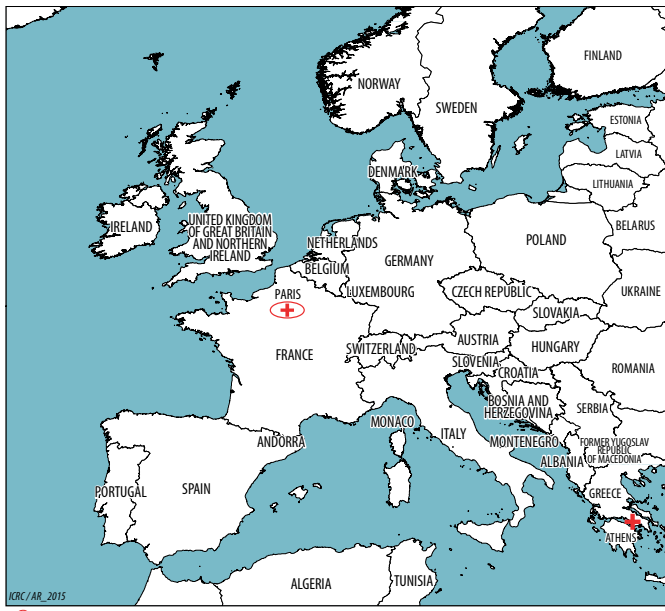 FINLAND
NORWAY
SWEDEN
ESTONIA
LATVIA
DENMARK
LITHUANIA
IRELAND
UNITED KINGDOM
OF GREAT BRITAIN
AND NORTHERN
IRELAND
BELARUS
NETHERLANDS
POLAND
GERMANY
BELGIUM
PARIS
LUXEMBOURG
CZECH REPUBLIC
UKRAINE
SLOVAKIA
AUSTRIA
FRANCE
SWITZERLAND
HUNGARY
SLOVENIA
CROATIA
ROMANIA
BOSNIA AND
HERZEGOVINA
SERBIA
MONACO
ITALY
ANDORRA
MONTENEGRO
FORMER YUGOSLAV
REPUBLIC
OF MACEDONIA
ALBANIA
PORTUGAL
SPAIN
GREECE
ATHENS
ALGERIA
TUNISIA
ICRC / AR_2015